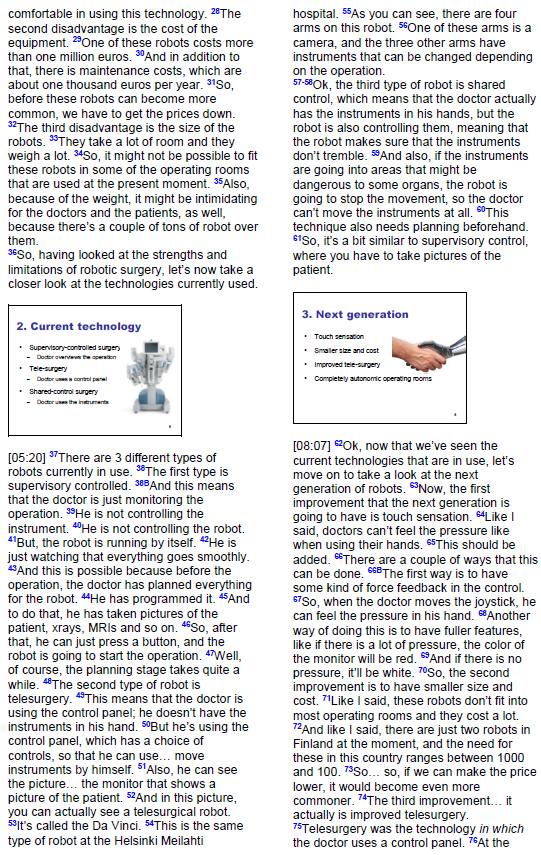 comfortable in using this technology. 28The
second disadvantage is the cost of the
equipment. 29One of these robots costs more
than one million euros. 30And in addition to
that, there is maintenance costs, which are
about one thousand euros per year. 31So,
before these robots can become more
common, we have to get the prices down.
32The third disadvantage is the size of the
robots. 33They take a lot of room and they
weigh a lot. 34So, it might not be possible to fit
these robots in some of the operating rooms
that are used at the present moment. 35Also,
because of the weight, it might be intimidating
for the doctors and the patients, as well,
because there's a couple of tons of robot over
them.
36So, having looked at the strengths and
limitations of robotic surgery, let's now take a
closer look at the technologies currently used.
2. Current technology
• Supervisory-controlled surgery
– Doctor overviews the operation
• Tele-surgery
– Doctor uses a control panel
• Shared-control surgery
– Doctor uses the instruments
[05:20] 37There are 3 different types of
robots currently in use. 38The first type is
supervisory controlled. 38BAnd this means
that the doctor is just monitoring the
operation. 39He is not controlling the
instrument. 40He is not controlling the robot.
41But, the robot is running by itself. 42He is
just watching that everything goes smoothly.
43And this is possible because before the
operation, the doctor has planned everything
for the robot. 44He has programmed it. 45And
to do that, he has taken pictures of the
patient, xrays, MRIs and so on. 46So, after
that, he can just press a button, and the
robot is going to start the operation. 47Well,
of course, the planning stage takes quite a
while. 48The second type of robot is
telesurgery. 49This means that the doctor is
using the control panel; he doesn't have the
instruments in his hand. 50But he's using the
control panel, which has a choice of
controls, so that he can use… move
instruments by himself. 51Also, he can see
the picture… the monitor that shows a
picture of the patient. 52And in this picture,
you can actually see a telesurgical robot.
53It's called the Da Vinci. 54This is the same
type of robot at the Helsinki Meilahti
hospital. 55As you can see, there are four
arms on this robot. 56One of these arms is a
camera, and the three other arms have
instruments that can be changed depending
on the operation.
57-58Ok, the third type of robot is shared
control, which means that the doctor actually
has the instruments in his hands, but the
robot is also controlling them, meaning that
the robot makes sure that the instruments
don't tremble. 59And also, if the instruments
are going into areas that might be
dangerous to some organs, the robot is
going to stop the movement, so the doctor
can't move the instruments at all. 60This
technique also needs planning beforehand.
61So, it's a bit similar to supervisory control,
where you have to take pictures of the
patient.
3. Next generation
• Touch sensation
• Smaller size and cost
• Improved tele-surgery
• Completely autonomic operating rooms
[08:07] 62Ok, now that we've seen the
current technologies that are in use, let's
move on to take a look at the next
generation of robots. 63Now, the first
improvement that the next generation is
going to have is touch sensation. 64Like I
said, doctors can't feel the pressure like
when using their hands. 65This should be
added. 66There are a couple of ways that this
can be done. 66BThe first way is to have
some kind of force feedback in the control.
67So, when the doctor moves the joystick, he
can feel the pressure in his hand. 68Another
way of doing this is to have fuller features,
like if there is a lot of pressure, the color of
the monitor will be red. 69And if there is no
pressure, it'll be white. 70So, the second
improvement is to have smaller size and
cost. 71Like I said, these robots don't fit into
most operating rooms and they cost a lot.
72And like I said, there are just two robots in
Finland at the moment, and the need for
these in this country ranges between 1000
and 100. 73So… so, if we can make the price
lower, it would become even more
commoner. 74The third improvement… it
actually is improved telesurgery.
75Telesurgery was the technology in which
the doctor uses a control panel. 76At the